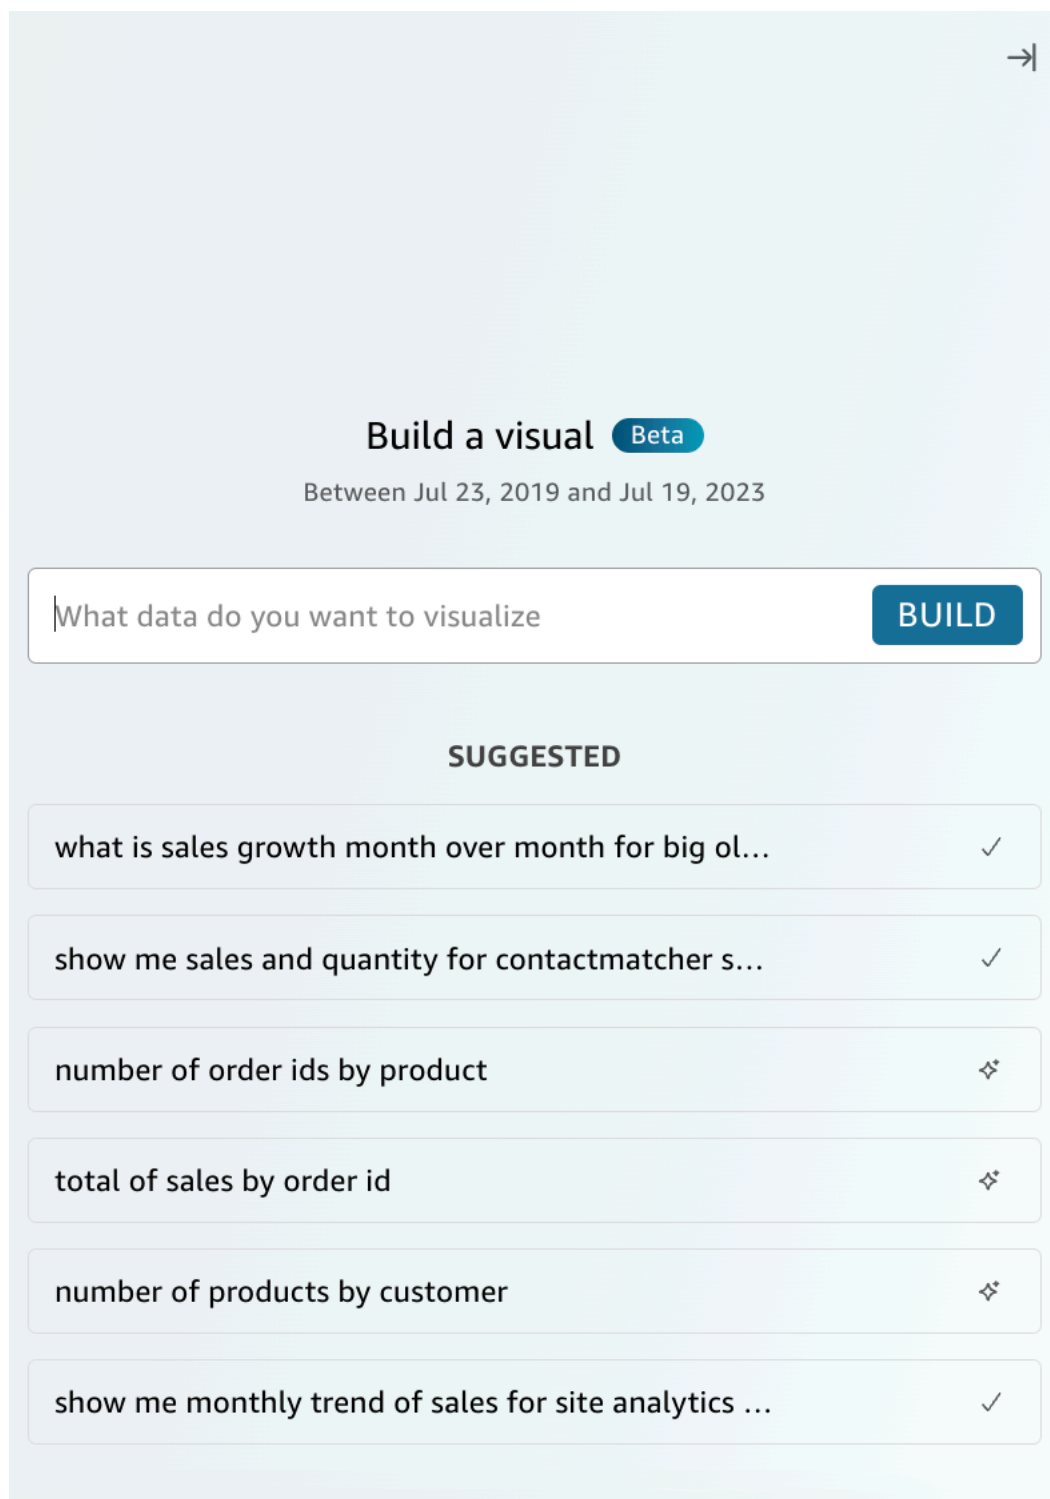 Build a visual Beta
Between Jul 23, 2019 and Jul 19, 2023
What data do you want to visualize BUILD
SUGGESTED
what is sales growth month over month for big ol...
show me sales and quantity for contactmatcher s...
number of order ids by product
total of sales by order id
number of products by customer
show me monthly trend of sales for site analytics ...